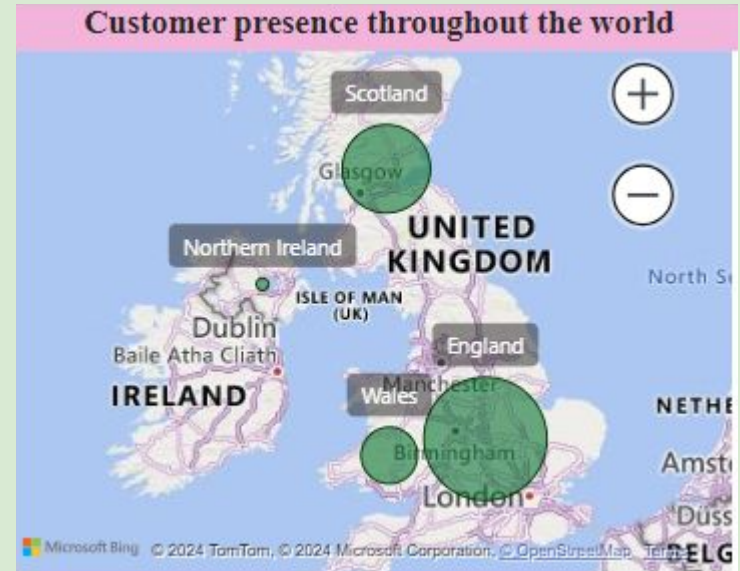 Customer presence throughout the world
Scotland
Glasgow
UNITED
KINGDOM
Northern Ireland
North
ISLE OF MAN
(UK)
Dublin
Baile Atha Cliath
England
Manchester
IRELAND
Wales
NETHE
Birmingham
Amst
London
Düss
BELG
Microsoft Bing © 2024 TomTom, © 2024 Microsoft Corporation, © OpenStreetMap